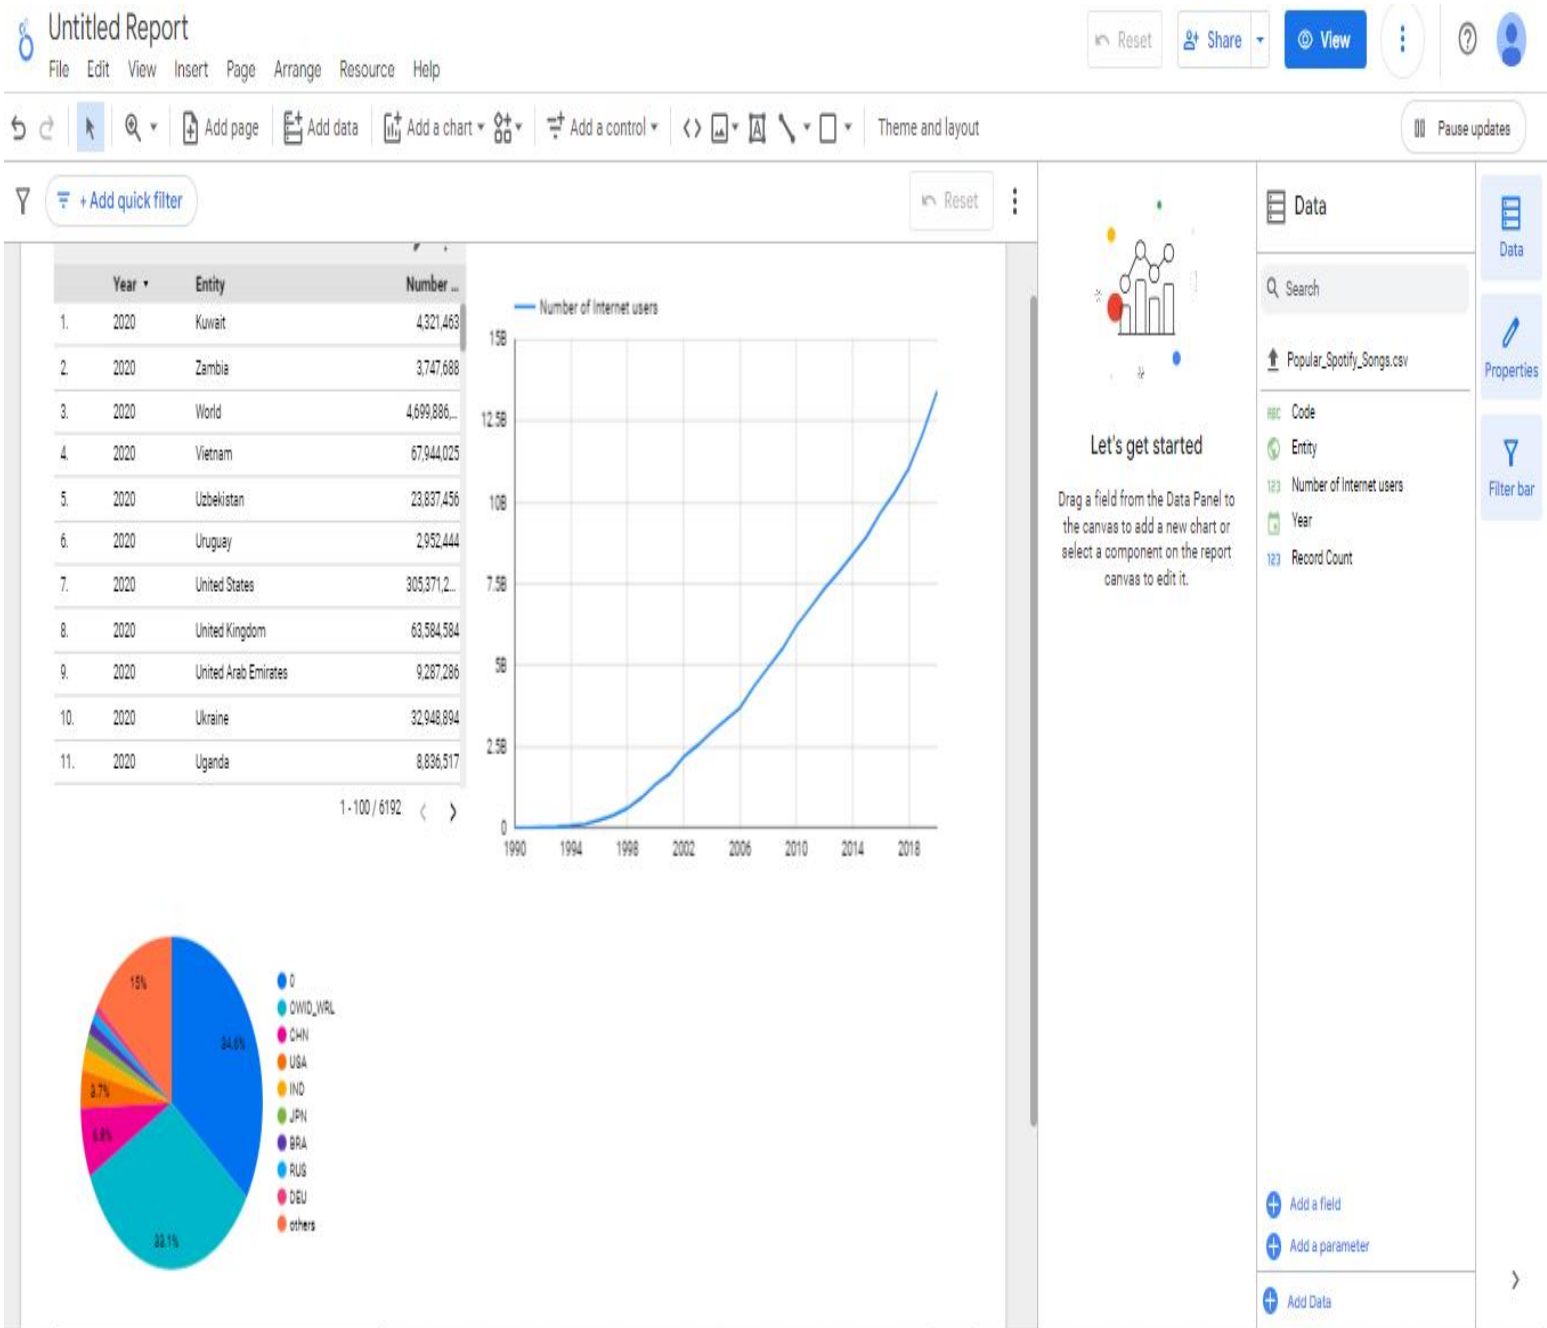 Untitled Report
File Edit View Insert Page Arrange Resource Help
Reset Share View
Add page Add data Add a chart Add a control Theme and layout Pause updates
+ Add quick filter Reset
Year Entity Number ...
1. 2020 Kuwait 4,321,463
2. 2020 Zambia 3,747,688
3. 2020 World 4,699,886,...
4. 2020 Vietnam 67,944,025
5. 2020 Uzbekistan 23,837,456
6. 2020 Uruguay 2,952,444
7. 2020 United States 305,371,2...
8. 2020 United Kingdom 63,584,584
9. 2020 United Arab Emirates 9,287,286
10. 2020 Ukraine 32,948,894
11. 2020 Uganda 8,836,517
1 - 100 / 6192
Number of Internet users
15B
12.5B
10B
7.5B
5B
2.5B
0
1990 1994 1998 2002 2006 2010 2014 2018
15%
34.6%
3.7%
6.8%
33.1%
0
OWID_WRL
CHN
USA
IND
JPN
BRA
RUS
DEU
others
Let's get started
Drag a field from the Data Panel to
the canvas to add a new chart or
select a component on the report
canvas to edit it.
Data
Search
Popular_Spotify_Songs.csv
ABC Code
Entity
123 Number of Internet users
Year
123 Record Count
Add a field
Add a parameter
Add Data
Data
Properties
Filter bar